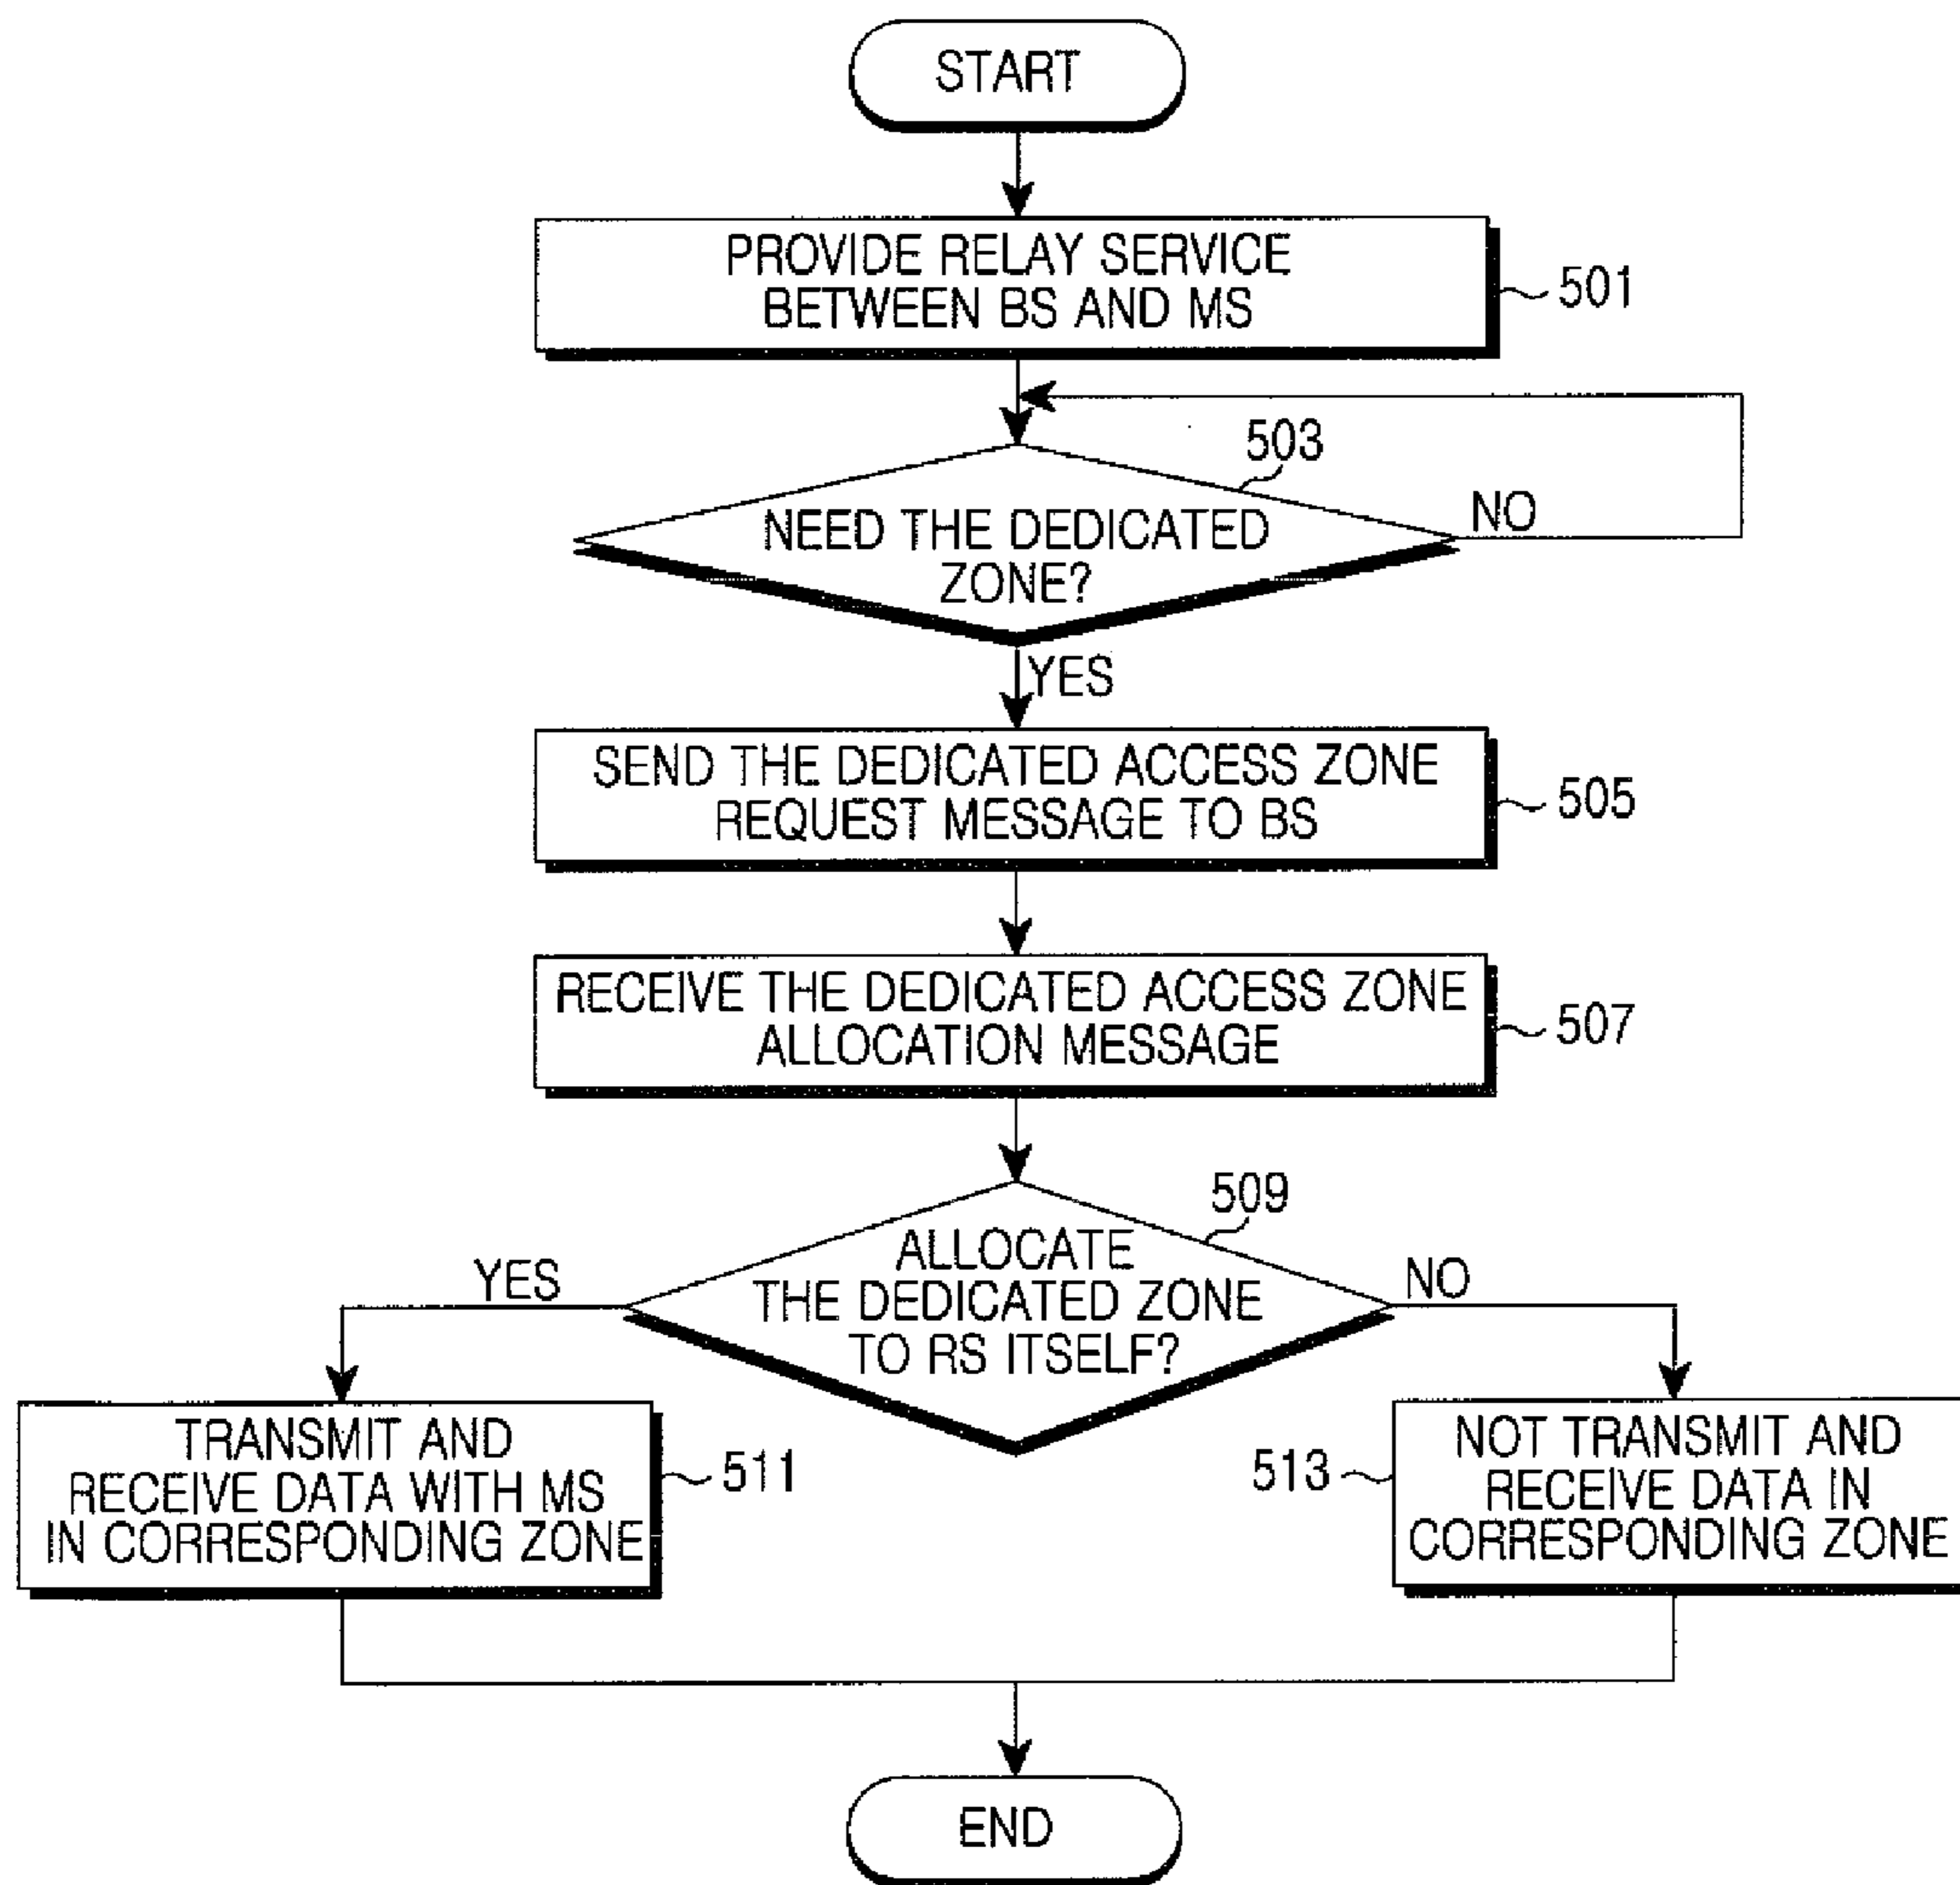 START
PROVIDE RELAY SERVICE
BETWEEN BS AND MS
501
503
NEED THE DEDICATED
ZONE?
NO
YES
SEND THE DEDICATED ACCESS ZONE
REQUEST MESSAGE TO BS
505
RECEIVE THE DEDICATED ACCESS ZONE
ALLOCATION MESSAGE
507
509
ALLOCATE
THE DEDICATED ZONE
TO RS ITSELF?
YES
NO
TRANSMIT AND
RECEIVE DATA WITH MS
IN CORRESPONDING ZONE
511
513
NOT TRANSMIT AND
RECEIVE DATA IN
CORRESPONDING ZONE
END